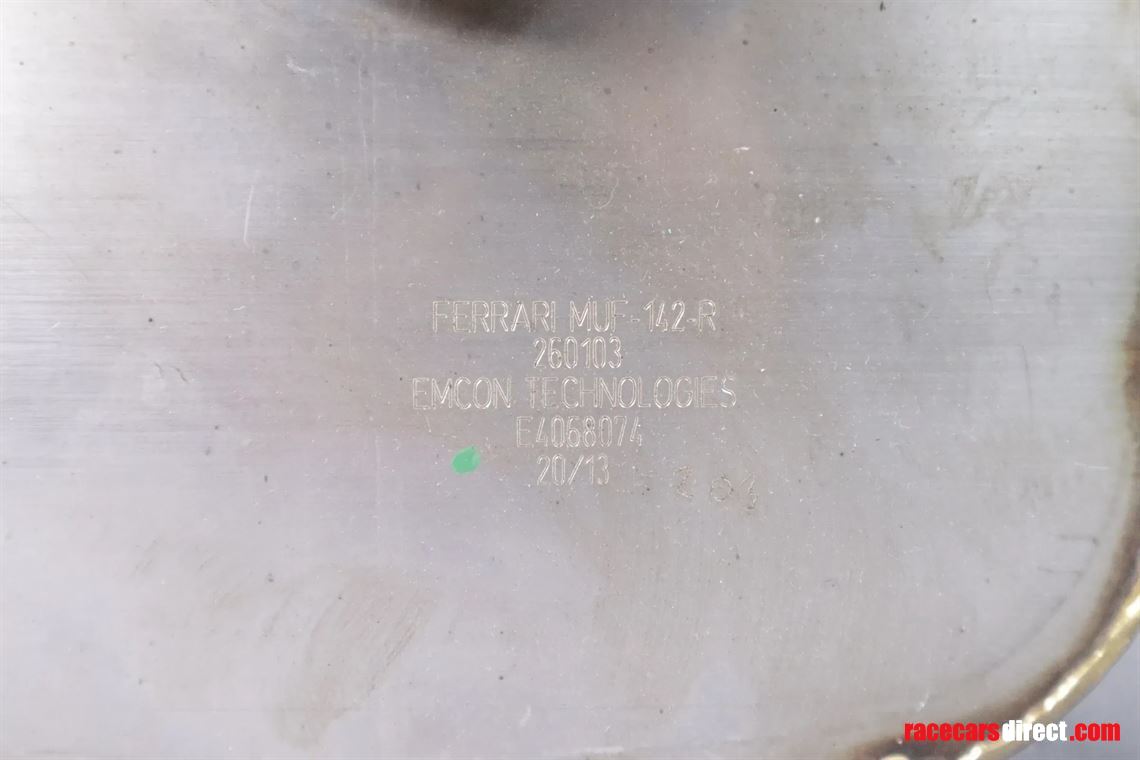 FERRARI MUF-142-R
260103
EMCON TECHNOLOGIES
E4068074
20/13
racecarsdirect.com